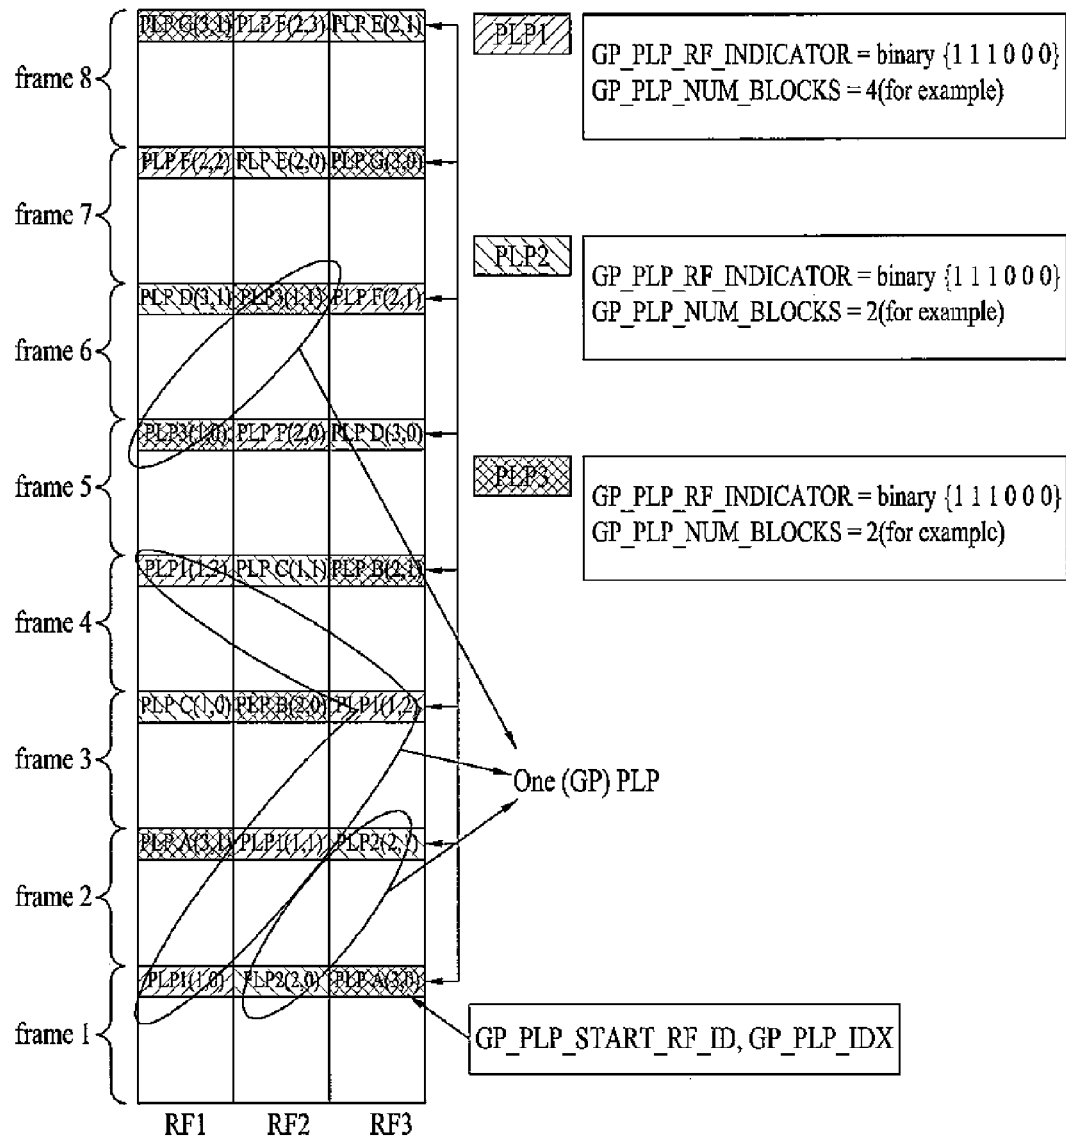 PLP G(3,1) PLP F(2,3) PLP E(2,1)
frame 8
PLP F(2,2) PLP E(2,0) PLP G(3,0)
frame 7
PLP D(3,1) PLP3(1,1) PLP F(2,1)
frame 6
PLP3(1,0) PLP F(2,0) PLP D(3,0)
frame 5
PLP1(1,3) PLP C(1,1) PLP B(2,1)
frame 4
PLP C(1,0) PLP B(2,0) PLP1(1,2)
frame 3
PLP A(3,1) PLP1(1,1) PLP2(2,1)
frame 2
PLP1(1,0) PLP2(2,0) PLP A(3,0)
frame 1
RF1 RF2 RF3
PLP1
GP_PLP_RF_INDICATOR = binary {1 1 1 0 0 0}
GP_PLP_NUM_BLOCKS = 4(for example)
PLP2
GP_PLP_RF_INDICATOR = binary {1 1 1 0 0 0}
GP_PLP_NUM_BLOCKS = 2(for example)
PLP3
GP_PLP_RF_INDICATOR = binary {1 1 1 0 0 0}
GP_PLP_NUM_BLOCKS = 2(for example)
One (GP) PLP
GP_PLP_START_RF_ID, GP_PLP_IDX